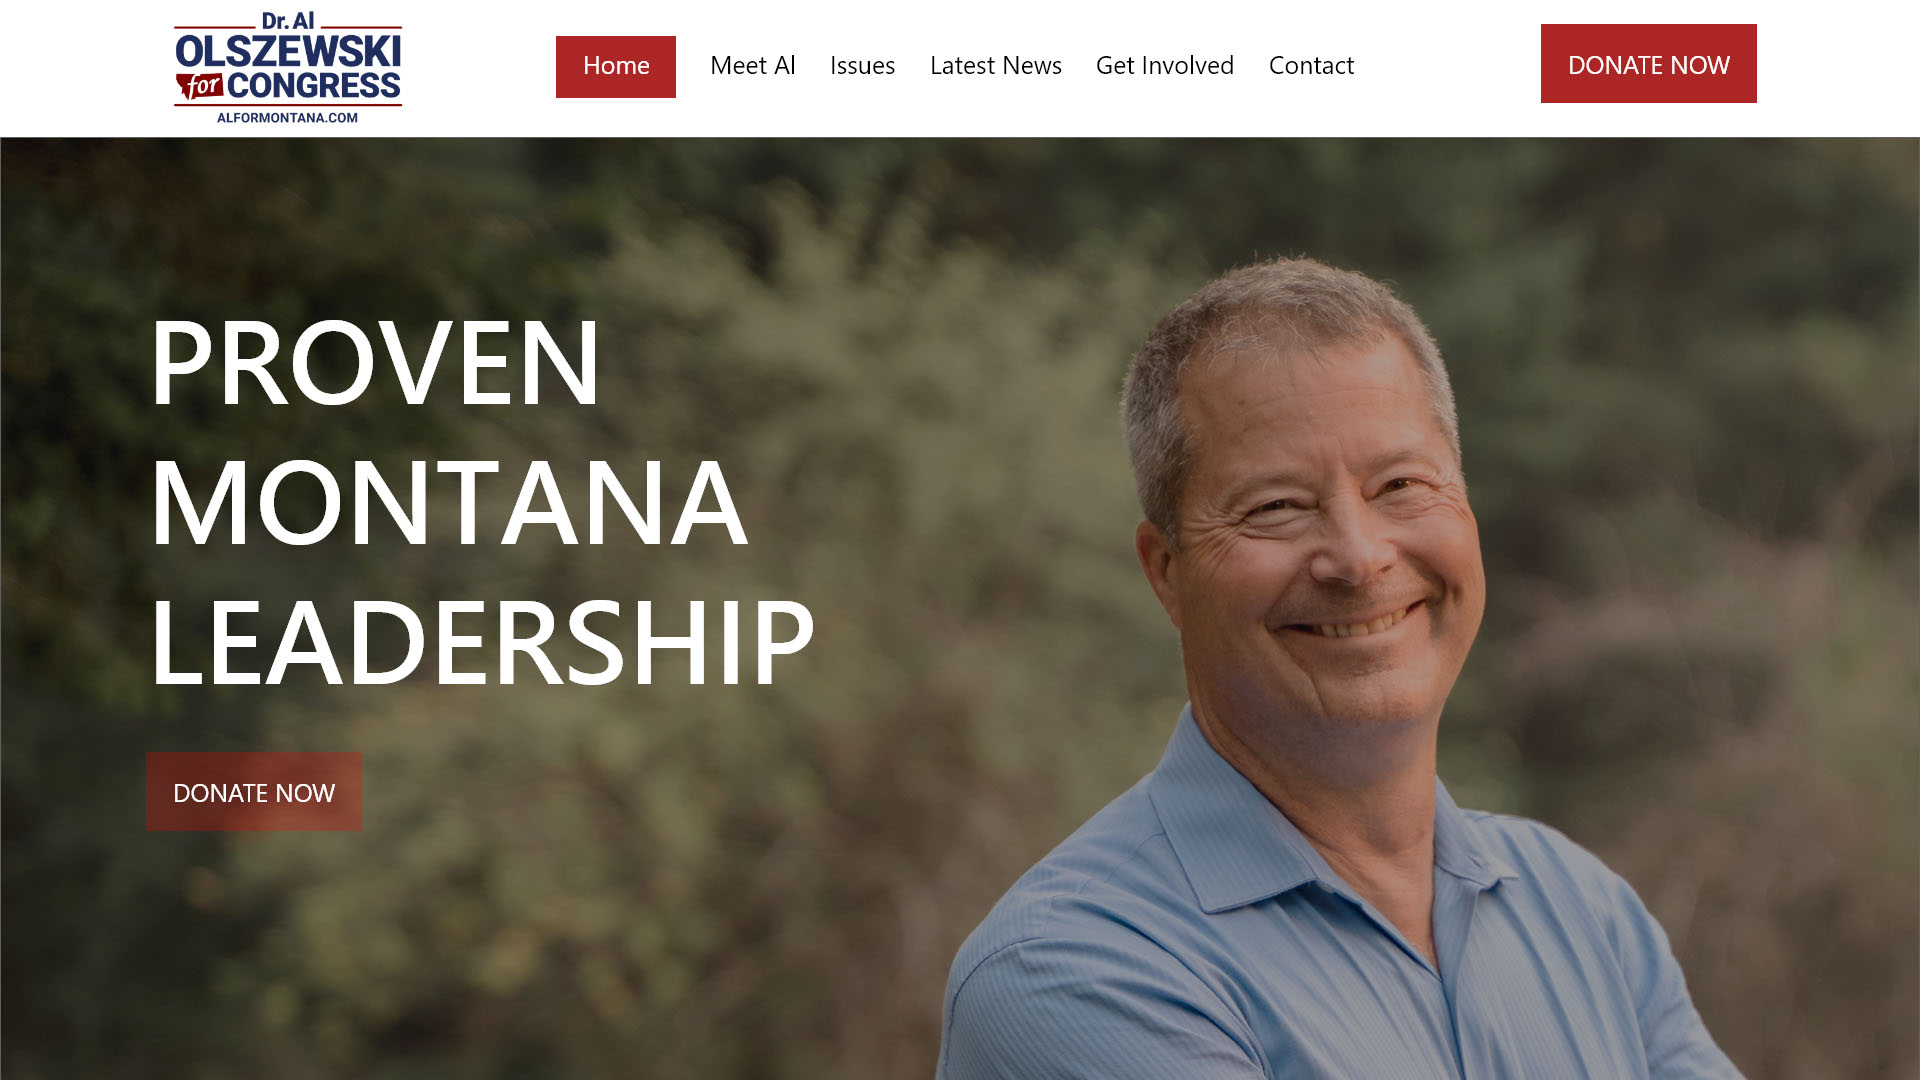 Dr. Al
OLSZEWSKI
for CONGRESS
ALFORMONTANA.COM
Home
Meet Al
Issues
Latest News
Get Involved
Contact
DONATE NOW
PROVEN
MONTANA
LEADERSHIP
DONATE NOW